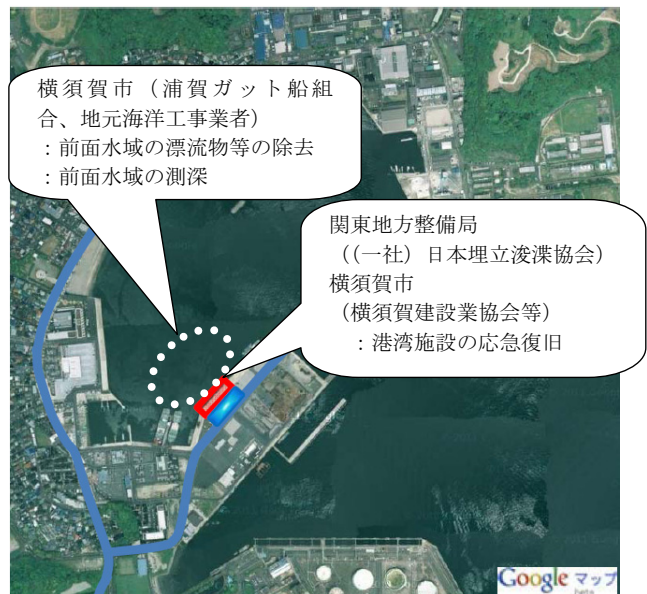 横須賀市（浦賀ガット船組
合、地元海洋工事業者）
：前面水域の漂流物等の除去
：前面水域の測深
関東地方整備局
（(一社）日本埋立浚渫協会）
横須賀市
（横須賀建設業協会等）
：港湾施設の応急復旧
Google マップ
beta